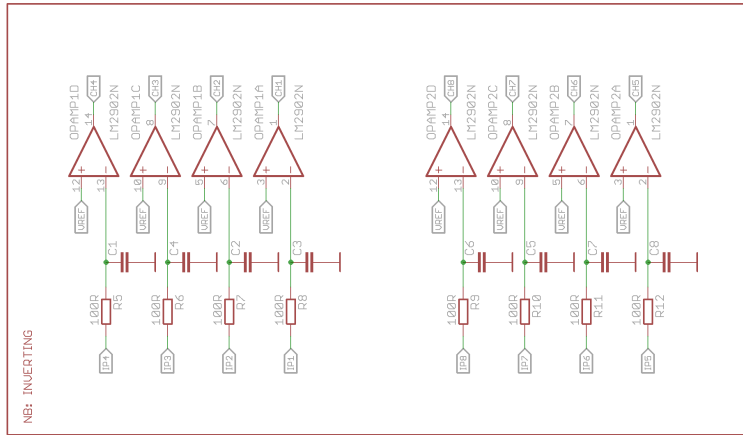 OPAMP1D
14
CH4
LM2902N
12
13
VREF
C1
100R
R5
IP4
OPAMP1C
8
CH3
LM2902N
10
9
VREF
C4
100R
R6
IP3
OPAMP1B
7
CH2
LM2902N
5
6
VREF
C2
100R
R7
IP2
OPAMP1A
1
CH1
LM2902N
3
2
VREF
C3
100R
R8
IP1
OPAMP2D
14
CH8
LM2902N
12
13
VREF
C6
100R
R9
IP8
OPAMP2C
8
CH7
LM2902N
10
9
VREF
C5
100R
R10
IP7
OPAMP2B
7
CH6
LM2902N
5
6
VREF
C7
100R
R11
IP6
OPAMP2A
1
CH5
LM2902N
3
2
VREF
C8
100R
R12
IP5
NB: INVERTING